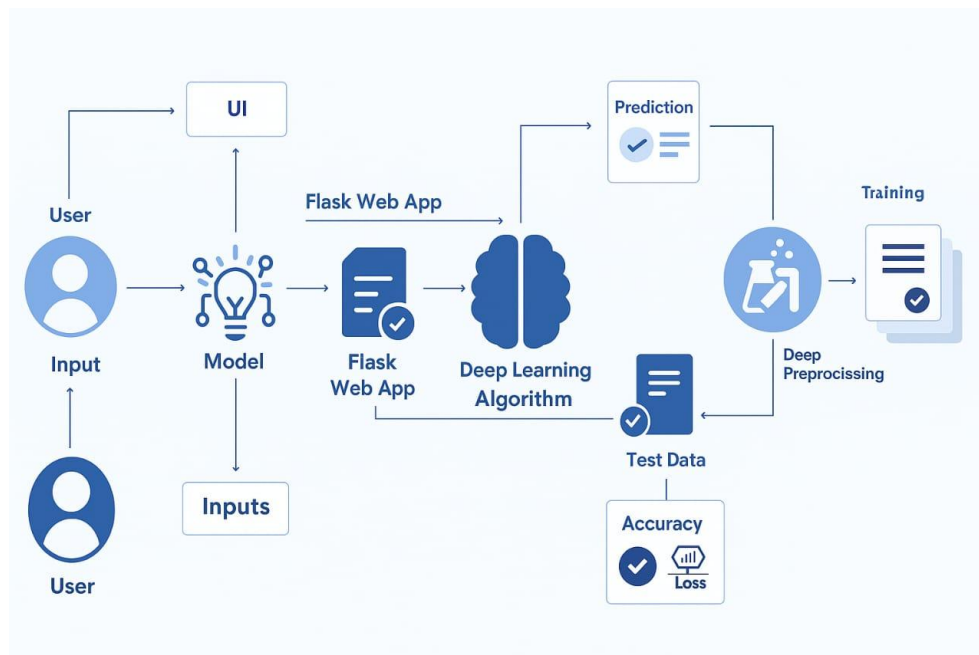 UI
Prediction
User
Flask Web App
Training
Input
Model
Flask
Web App
Deep Learning
Algorithm
Deep
Preprocissing
Test Data
Inputs
Accuracy
Loss
User